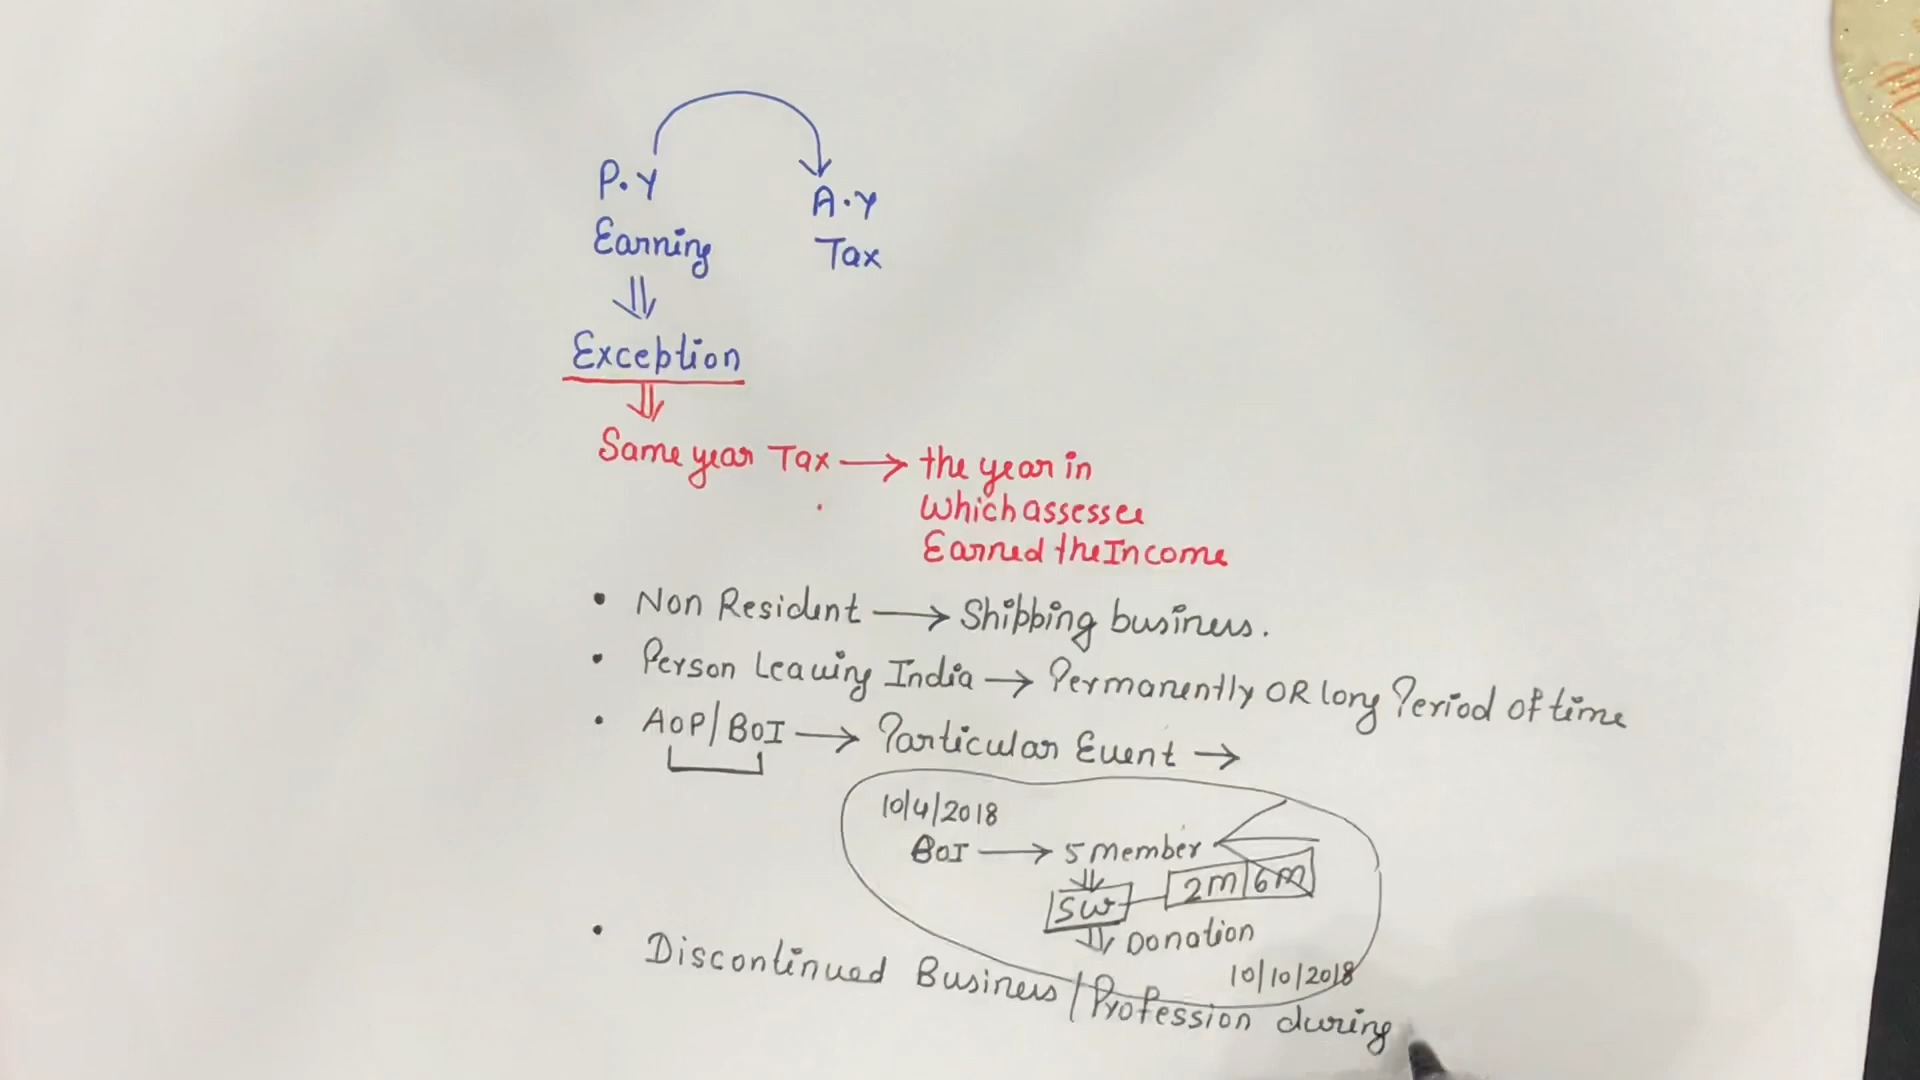 P.Y
A.Y
Earning
Tax
Exception
Same year Tax → the year in
which assessee
Earned the Income
• Non Resident → Shipping business.
• Person Leaving India → Permanently OR long Period of time
• AOP/BOI → Particular Event →
10/4/2018
BOI → 5 member
SW 2M 6M
Donation
10/10/2018
• Discontinued Business/Profession during